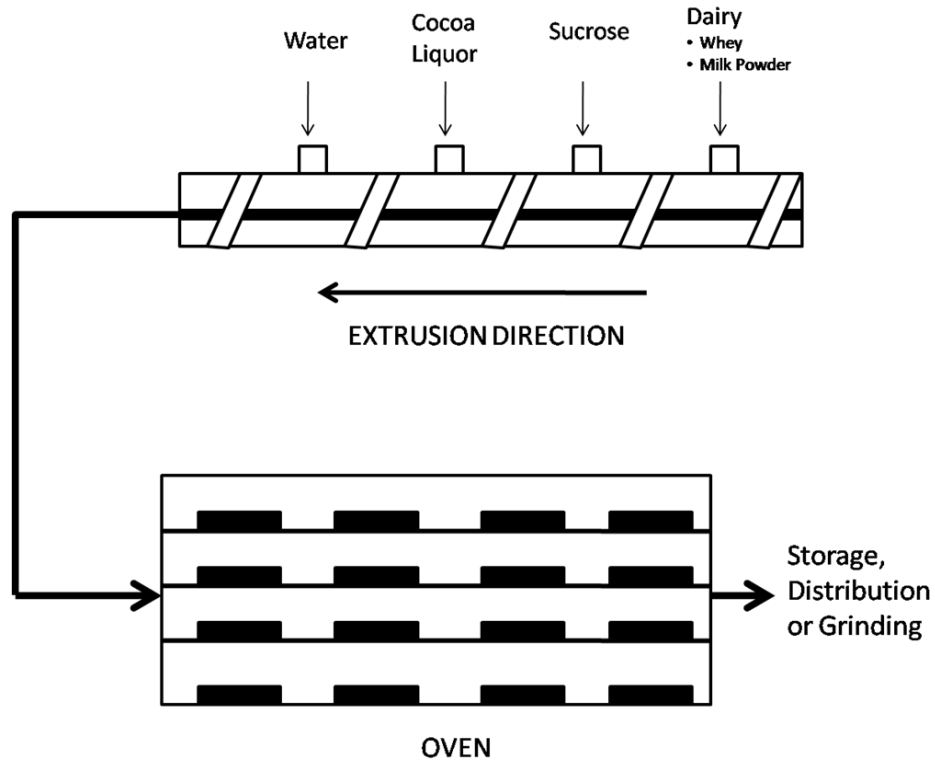 Water
Cocoa
Liquor
Sucrose
Dairy
• Whey
• Milk Powder
EXTRUSION DIRECTION
Storage,
Distribution
or Grinding
OVEN